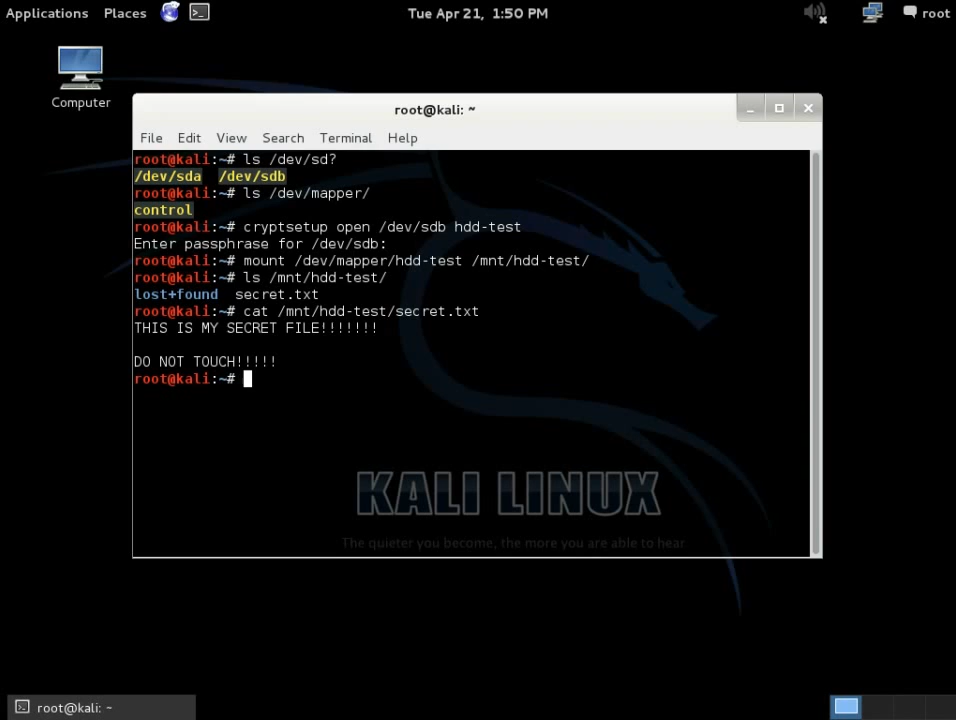 Applications Places Tue Apr 21, 1:50 PM root
Computer
root@kali: ~
File Edit View Search Terminal Help
root@kali:~# ls /dev/sd?
/dev/sda /dev/sdb
root@kali:~# ls /dev/mapper/
control
root@kali:~# cryptsetup open /dev/sdb hdd-test
Enter passphrase for /dev/sdb:
root@kali:~# mount /dev/mapper/hdd-test /mnt/hdd-test/
root@kali:~# ls /mnt/hdd-test/
lost+found secret.txt
root@kali:~# cat /mnt/hdd-test/secret.txt
THIS IS MY SECRET FILE!!!!!!!
DO NOT TOUCH!!!!!
root@kali:~#
KALI LINUX
The quieter you become, the more you are able to hear
root@kali: ~